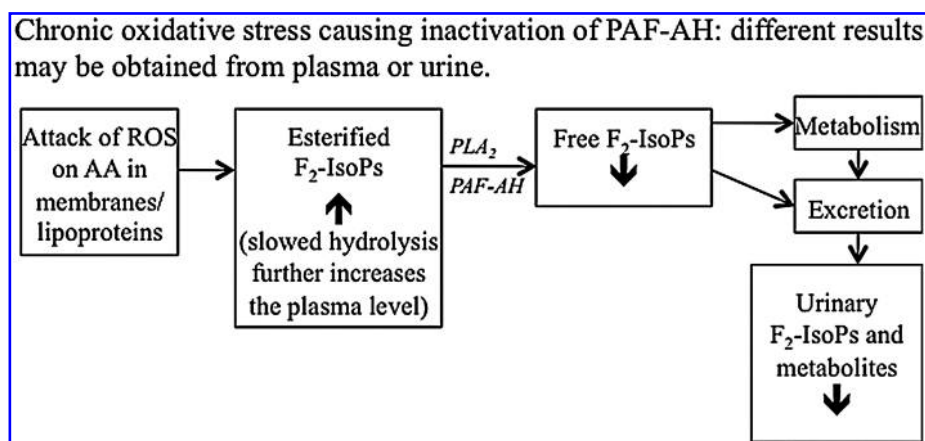 Chronic oxidative stress causing inactivation of PAF-AH: different results
may be obtained from plasma or urine.
Attack of ROS
on AA in
membranes/
lipoproteins
Esterified
F₂-IsoPs
(slowed hydrolysis
further increases
the plasma level)
PLA₂
PAF-AH
Free F₂-IsoPs
Metabolism
Excretion
Urinary
F₂-IsoPs and
metabolites